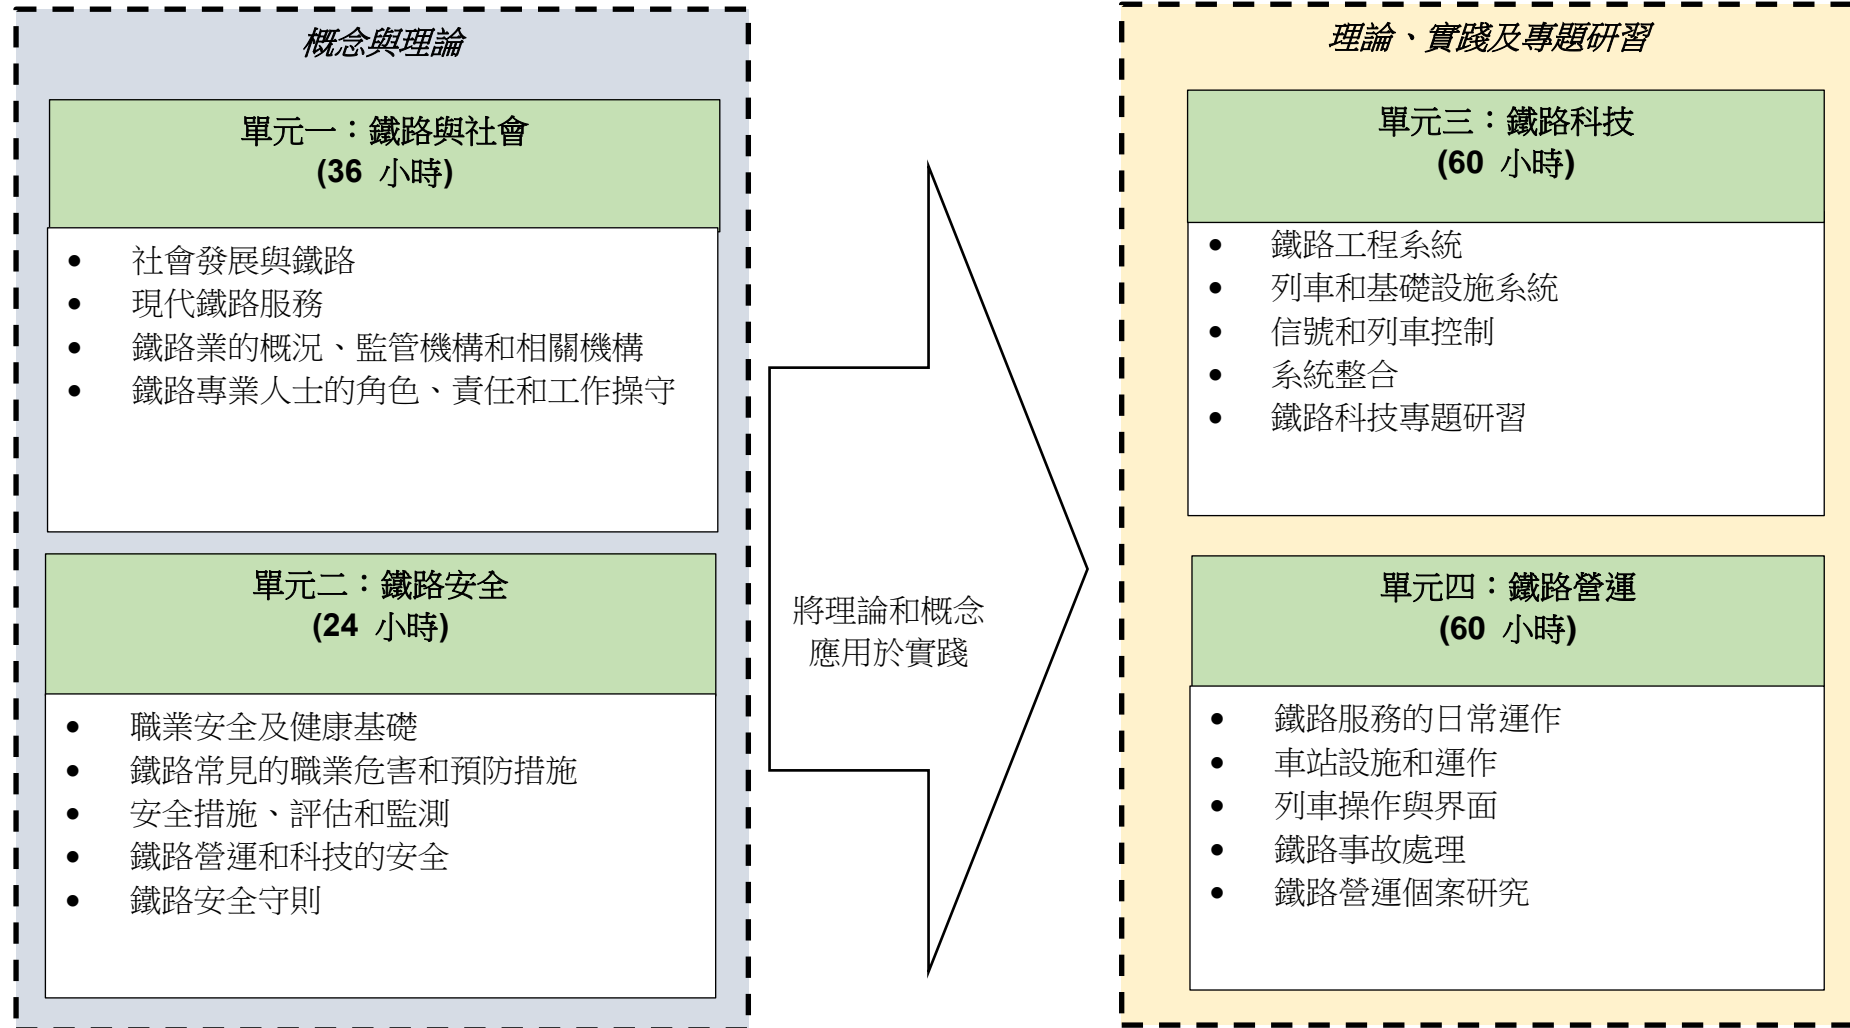 概念與理論
單元一：鐵路與社會
(36 小時)
• 社會發展與鐵路
• 現代鐵路服務
• 鐵路業的概況、監管機構和相關機構
• 鐵路專業人士的角色、責任和工作操守
單元二：鐵路安全
(24 小時)
• 職業安全及健康基礎
• 鐵路常見的職業危害和預防措施
• 安全措施、評估和監測
• 鐵路營運和科技的安全
• 鐵路安全守則
將理論和概念
應用於實踐
理論、實踐及專題研習
單元三：鐵路科技
(60 小時)
• 鐵路工程系統
• 列車和基礎設施系統
• 信號和列車控制
• 系統整合
• 鐵路科技專題研習
單元四：鐵路營運
(60 小時)
• 鐵路服務的日常運作
• 車站設施和運作
• 列車操作與界面
• 鐵路事故處理
• 鐵路營運個案研究